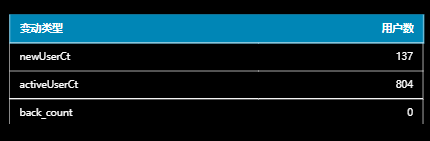 变动类型 用户数
newUserCt 137
activeUserCt 804
back_count 0